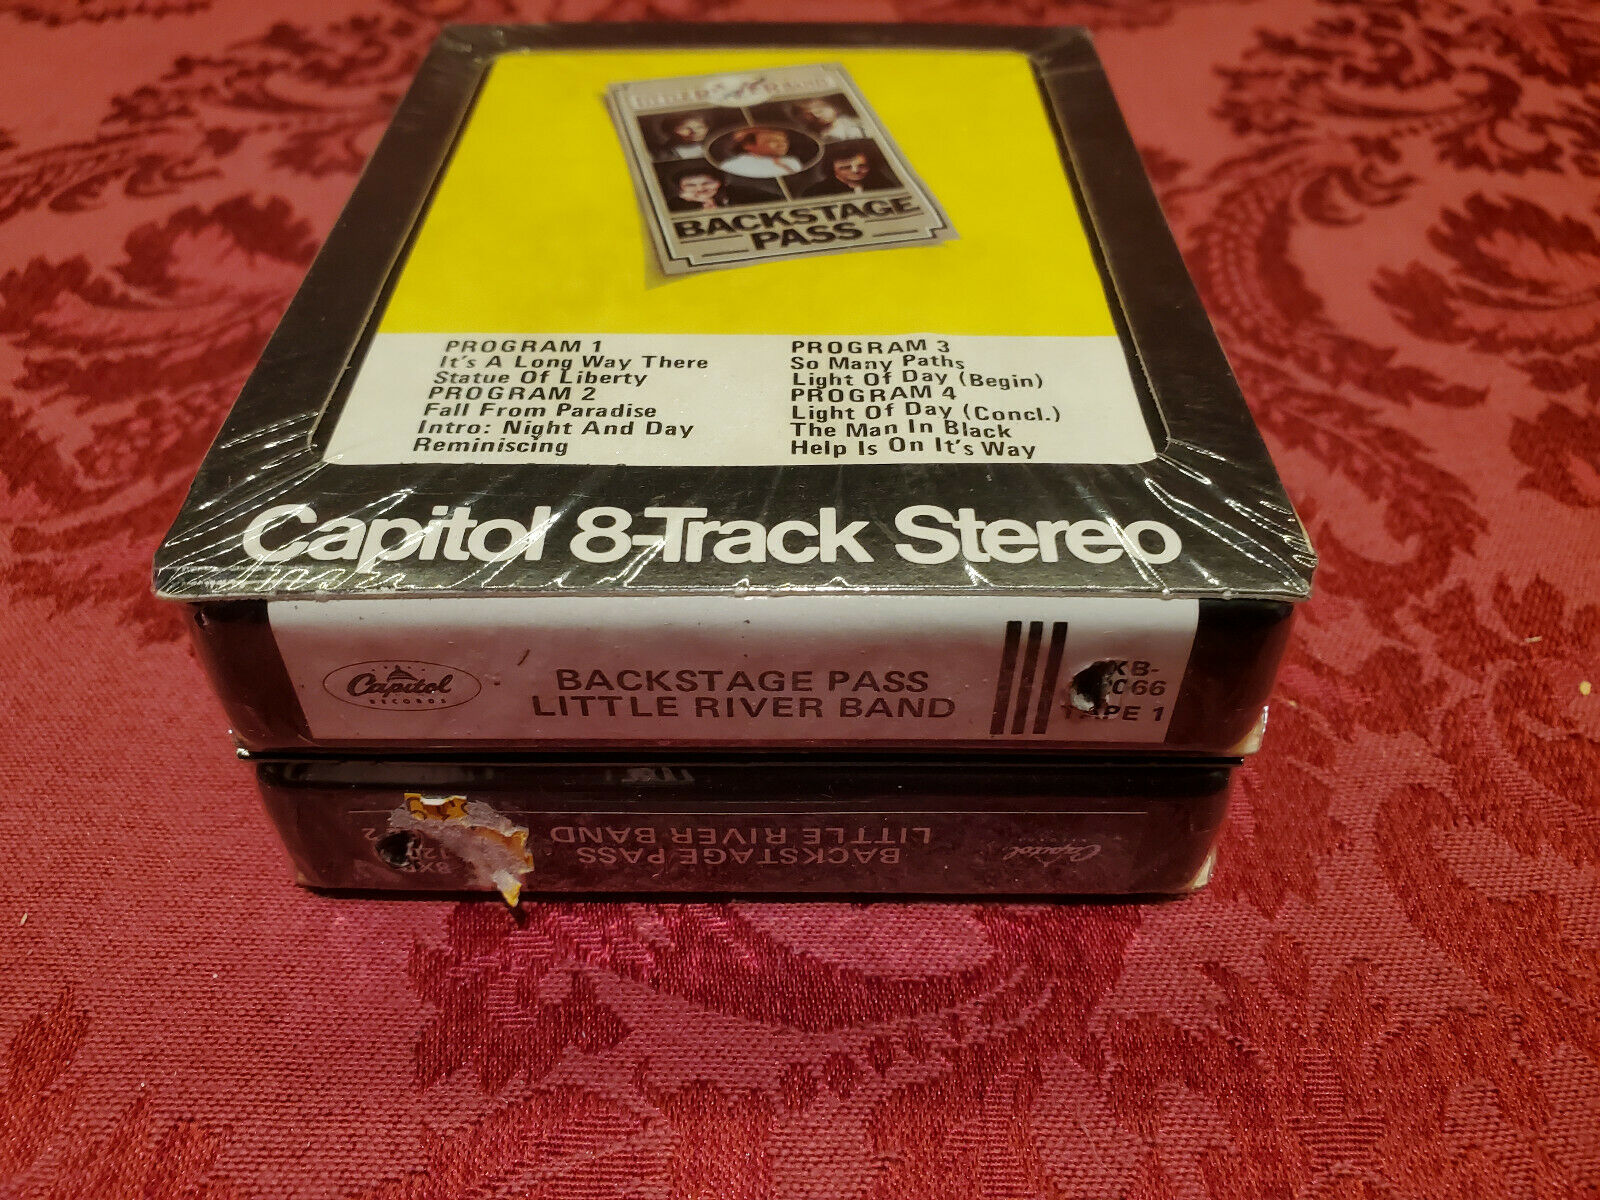 BACKSTAGE
PASS
PROGRAM 1
It's A Long Way There
Statue Of Liberty
PROGRAM 2
Fall From Paradise
Intro: Night And Day
Reminiscing
PROGRAM 3
So Many Paths
Light Of Day (Begin)
PROGRAM 4
Light Of Day (Concl.)
The Man In Black
Help Is On It's Way
Capitol 8-Track Stereo
Capitol
RECORDS
BACKSTAGE PASS
LITTLE RIVER BAND
TAPE 1
BACKSTAGE PASS
LITTLE RIVER BAND
Capitol